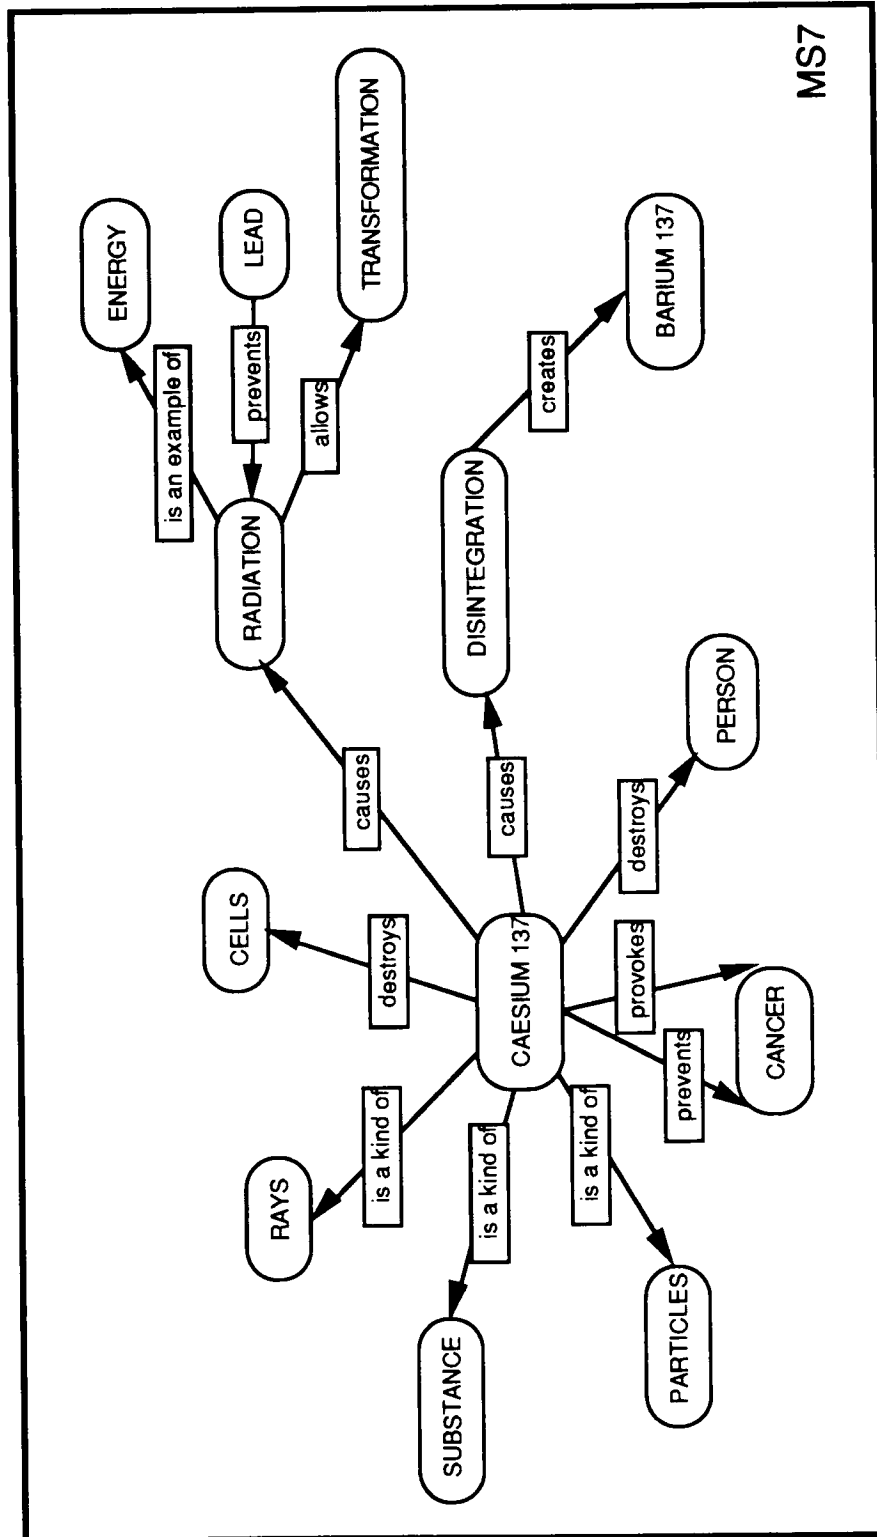 RAYS
is a kind of
CELLS
destroys
causes
RADIATION
is an example of
ENERGY
prevents
LEAD
allows
TRANSFORMATION
SUBSTANCE
is a kind of
CAESIUM 137
causes
DISINTEGRATION
creates
BARIUM 137
PARTICLES
is a kind of
prevents
provokes
CANCER
destroys
PERSON
MS7